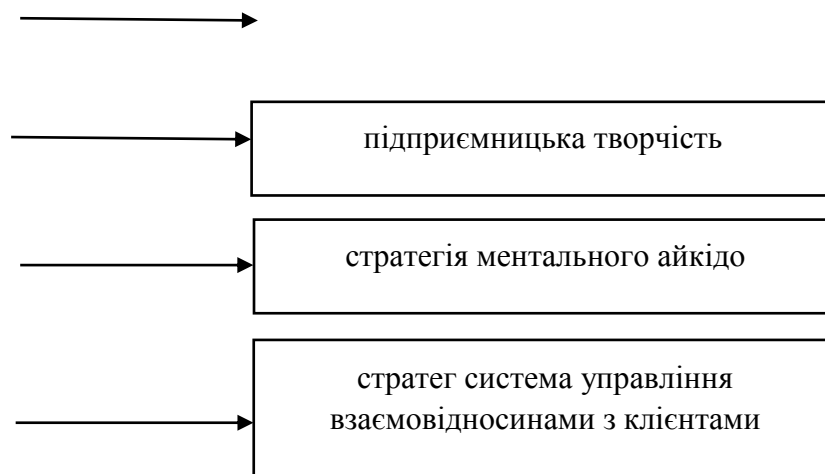 підприємницька творчість
стратегія ментального айкідо
стратег система управління
взаємовідносинами з клієнтами